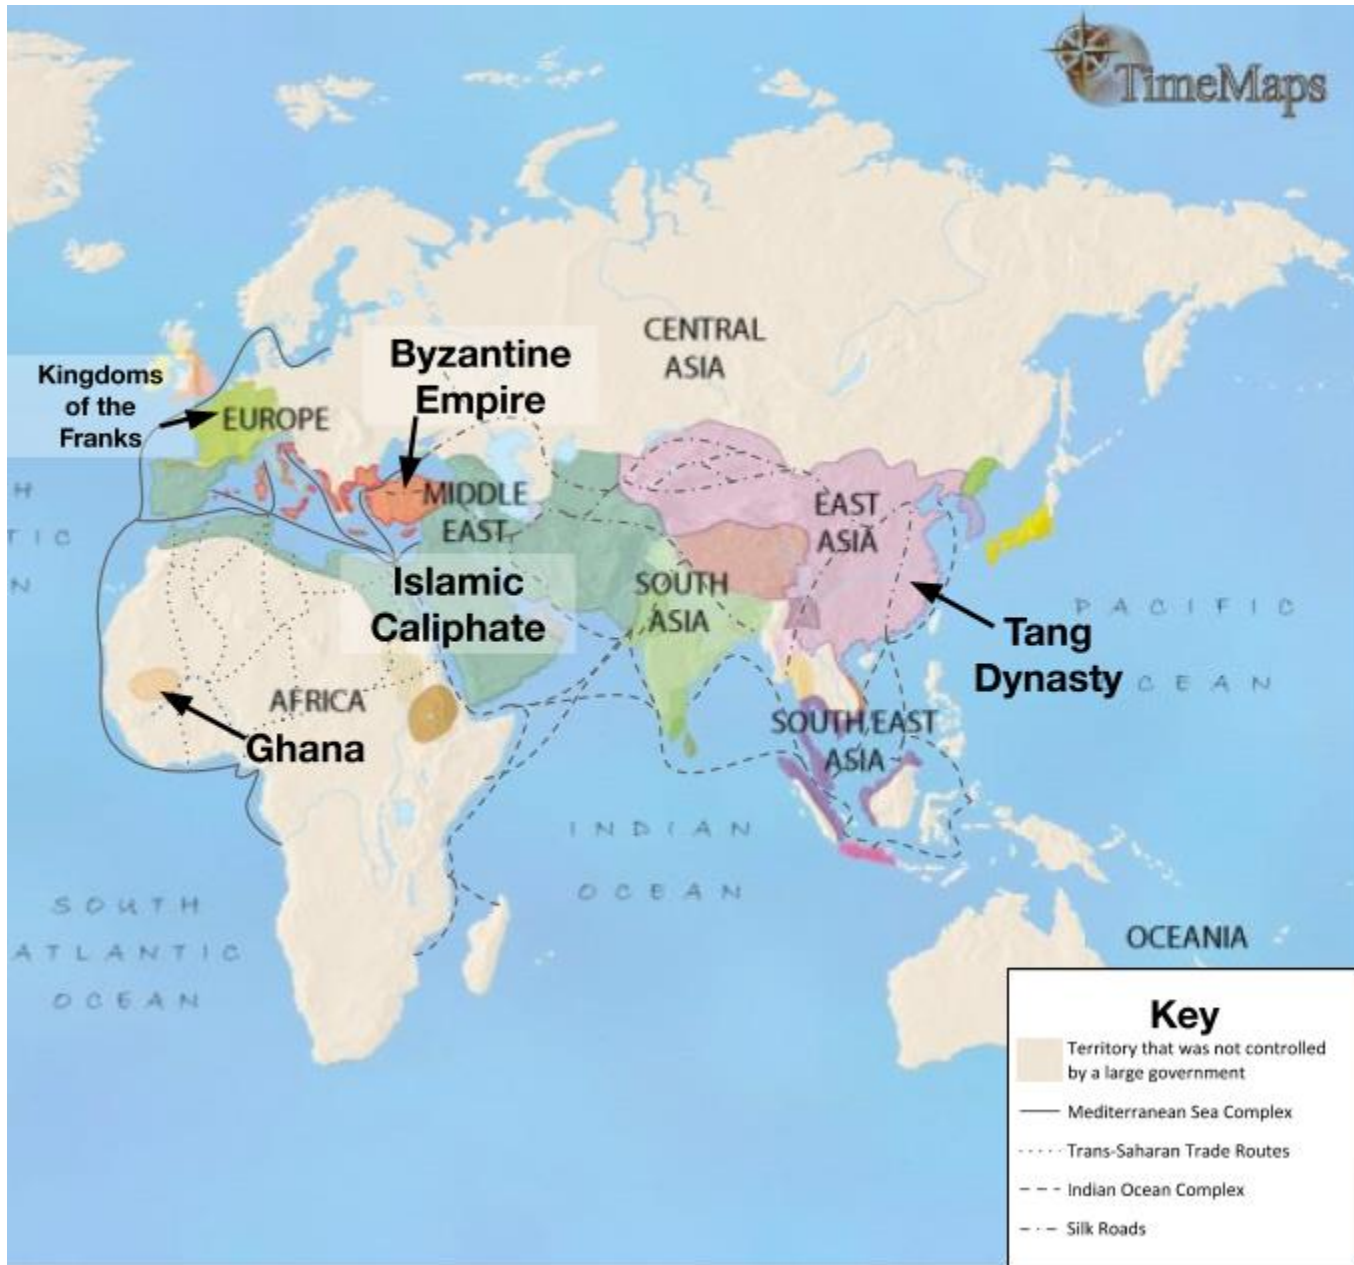 TimeMaps
CENTRAL
ASIA
Byzantine
Empire
Kingdoms
of the
Franks
EUROPE
H
TIC
N
MIDDLE
EAST
EAST
ASIA
Islamic
Caliphate
SOUTH
ASIA
PACIFIC
OCEAN
Tang
Dynasty
AFRICA
Ghana
SOUTH EAST
ASIA
INDIAN
OCEAN
SOUTH
ATLANTIC
OCEAN
OCEANIA
Key
Territory that was not controlled
by a large government
Mediterranean Sea Complex
Trans-Saharan Trade Routes
Indian Ocean Complex
Silk Roads